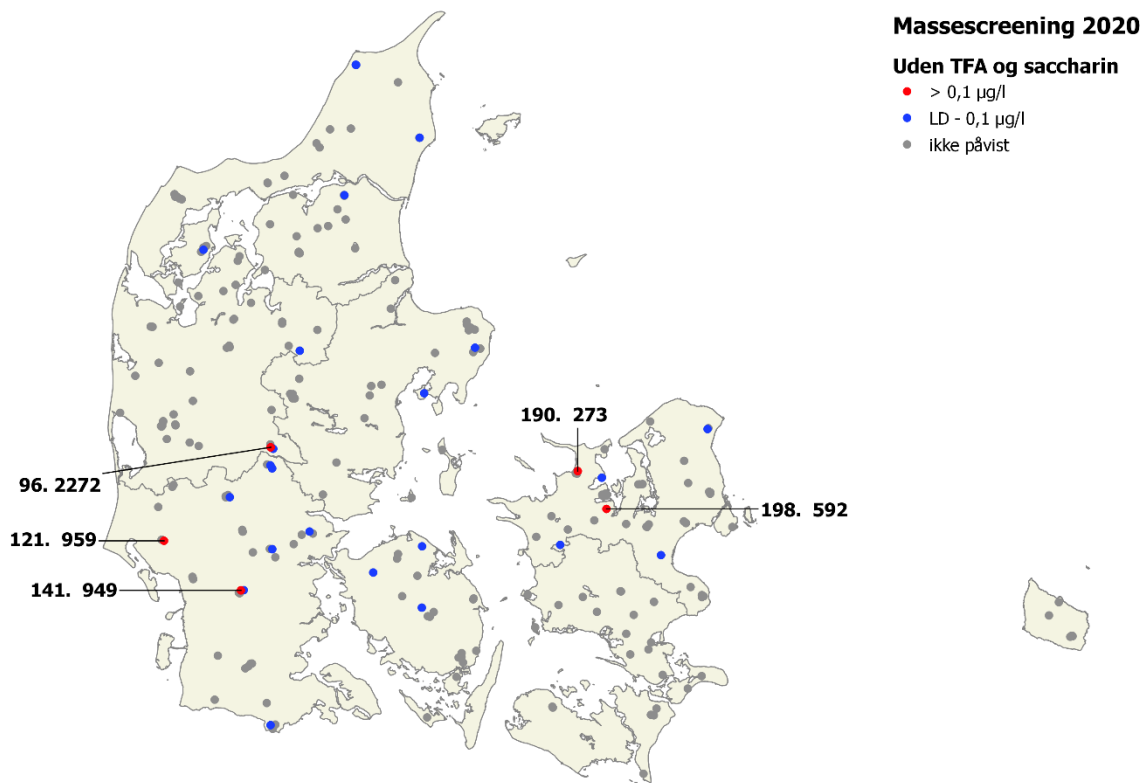 Massescreening 2020
Uden TFA og saccharin
> 0,1 µg/l
LD - 0,1 µg/l
ikke påvist
190. 273
96. 2272
198. 592
121. 959
141. 949